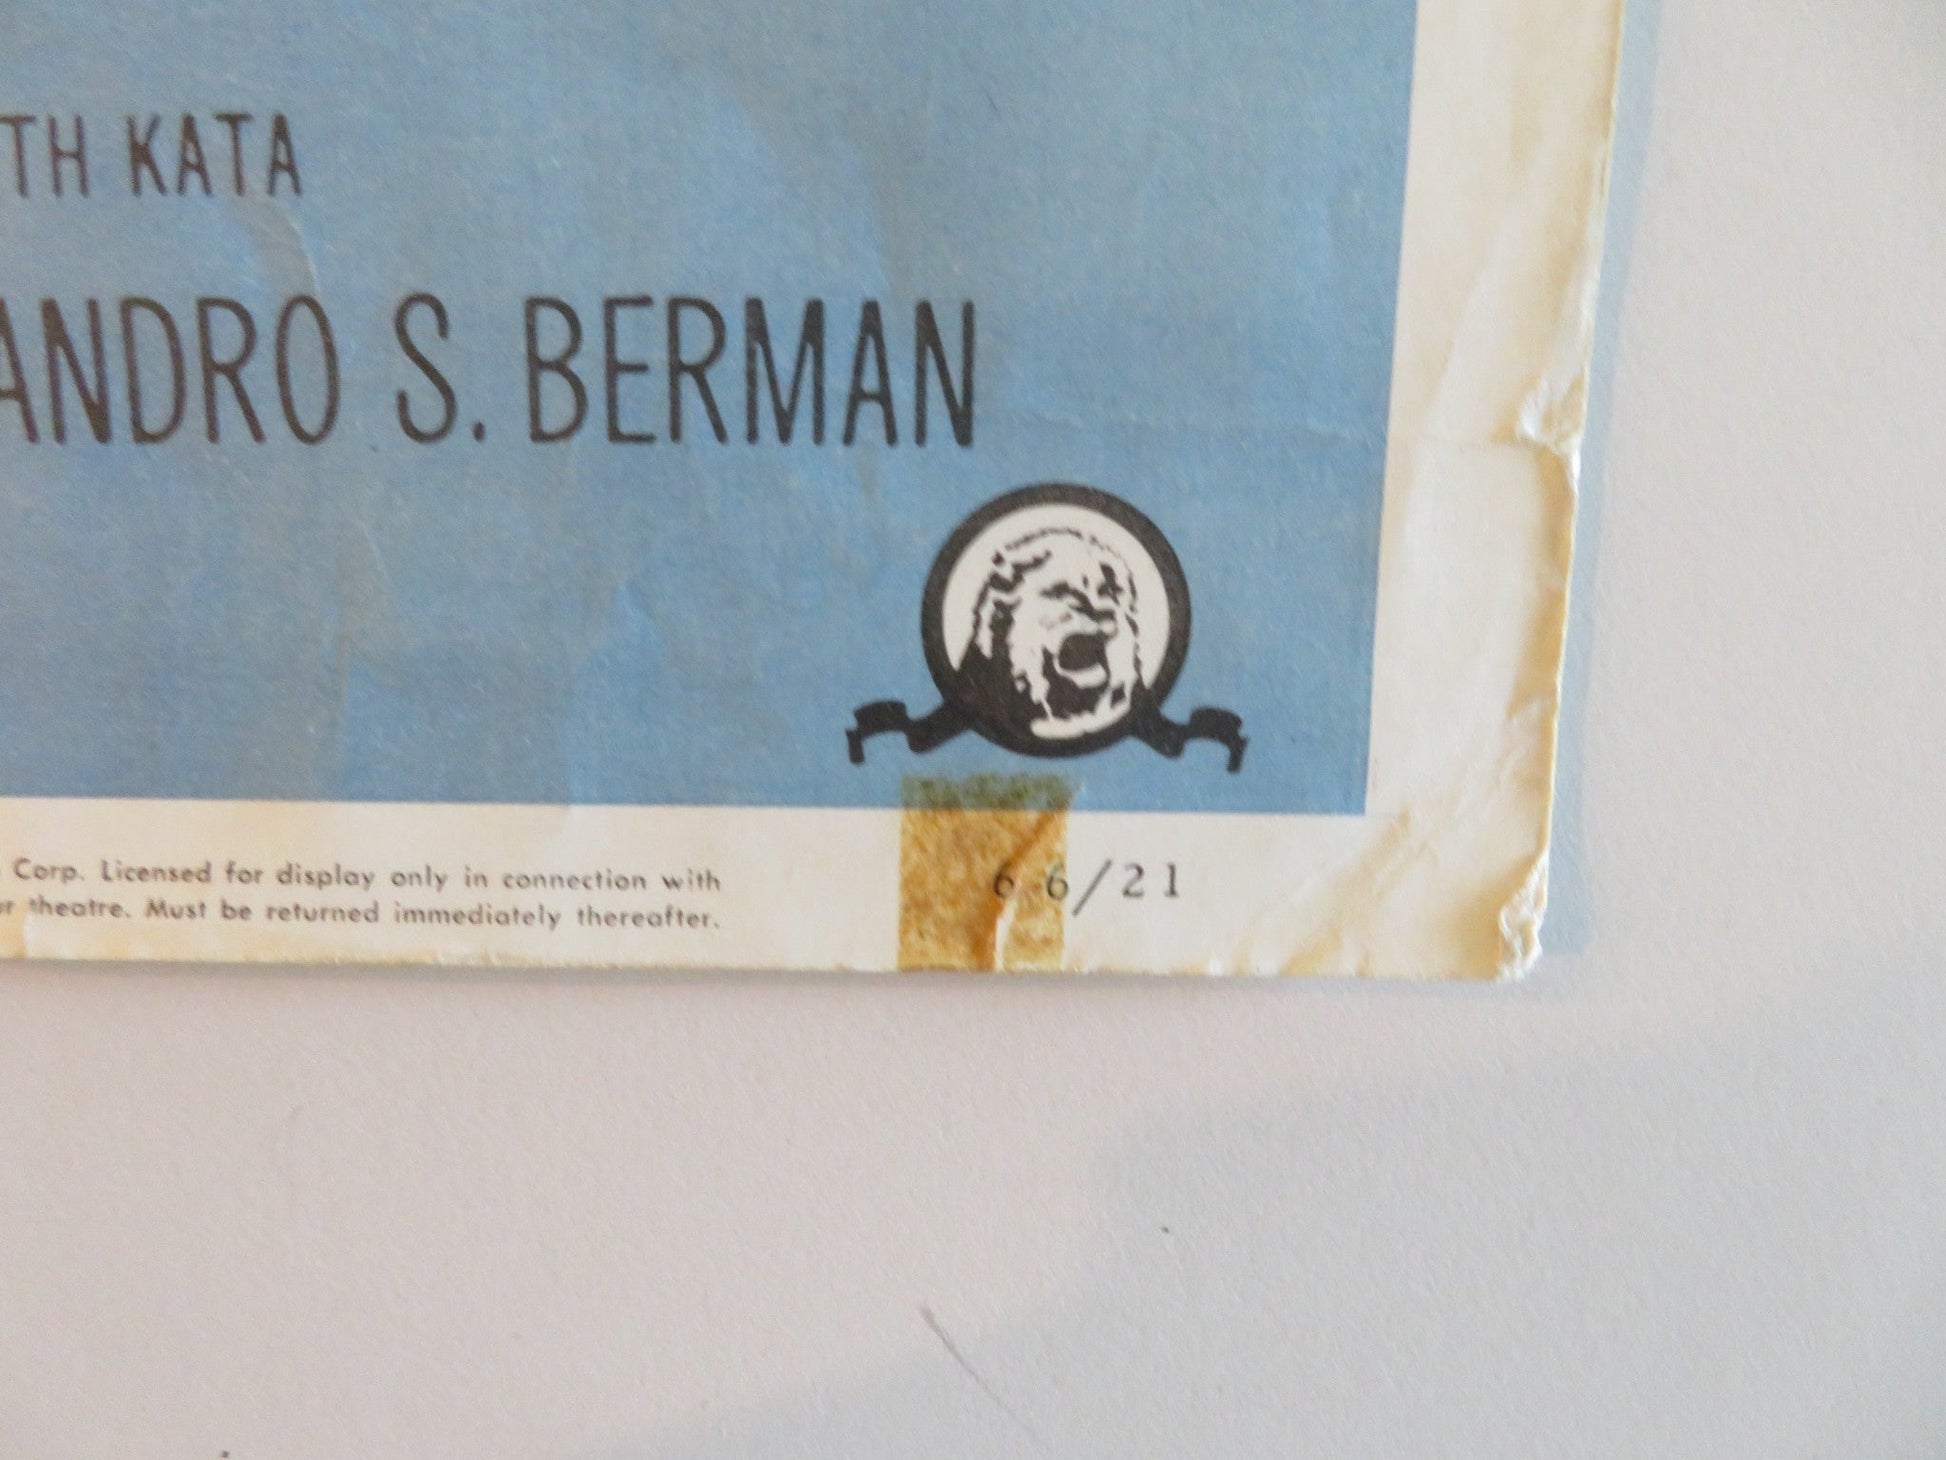 TH KATA
ANDRO S. BERMAN
Corp. Licensed for display only in connection with
theatre. Must be returned immediately thereafter.
66/21